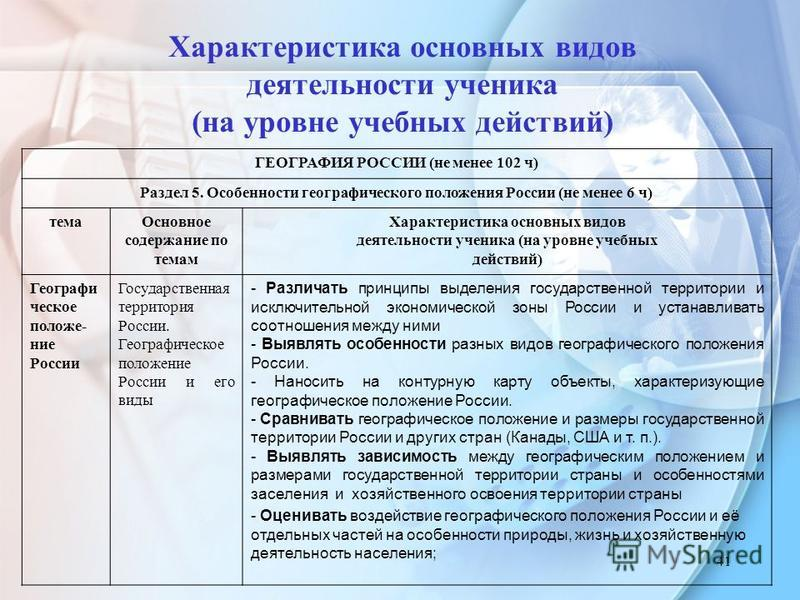 Характеристика основных видов
деятельности ученика
(на уровне учебных действий)
ГЕОГРАФИЯ РОССИИ (не менее 102 ч)
Раздел 5. Особенности географического положения России (не менее 6 ч)
тема
Основное
содержание по
темам
Характеристика основных видов
деятельности ученика (на уровне учебных
действий)
Географи
ческое
положе-
ние
России
Государственная
территория
России.
Географическое
положение
России и его
виды
- Различать принципы выделения государственной территории и
исключительной экономической зоны России и устанавливать
соотношения между ними
- Выявлять особенности разных видов географического положения
России.
- Наносить на контурную карту объекты, характеризующие
географическое положение России.
- Сравнивать географическое положение и размеры государственной
территории России и других стран (Канады, США и т. п.).
- Выявлять зависимость между географическим положением и
размерами государственной территории страны и особенностями
заселения и хозяйственного освоения территории страны
- Оценивать воздействие географического положения России и её
отдельных частей на особенности природы, жизнь и хозяйственную
деятельность населения;
41
MyShared